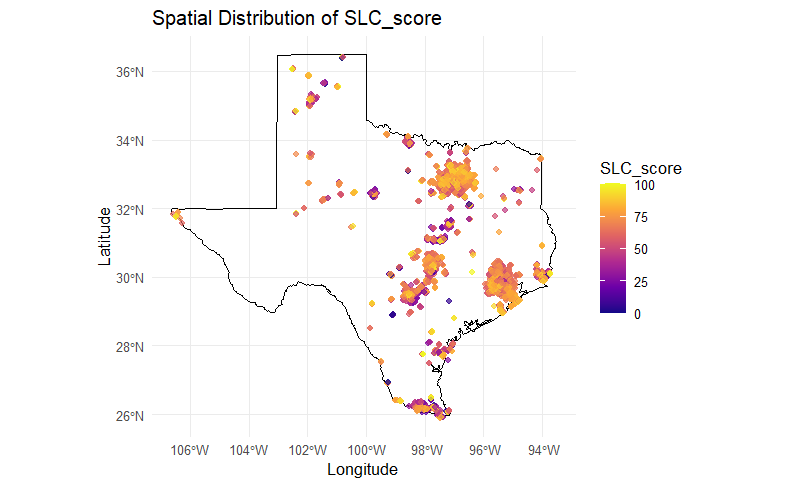 Spatial Distribution of SLC_score
36°N
34°N
32°N
30°N
28°N
26°N
Latitude
106°W
104°W
102°W
100°W
98°W
96°W
94°W
Longitude
SLC_score
100
75
50
25
0